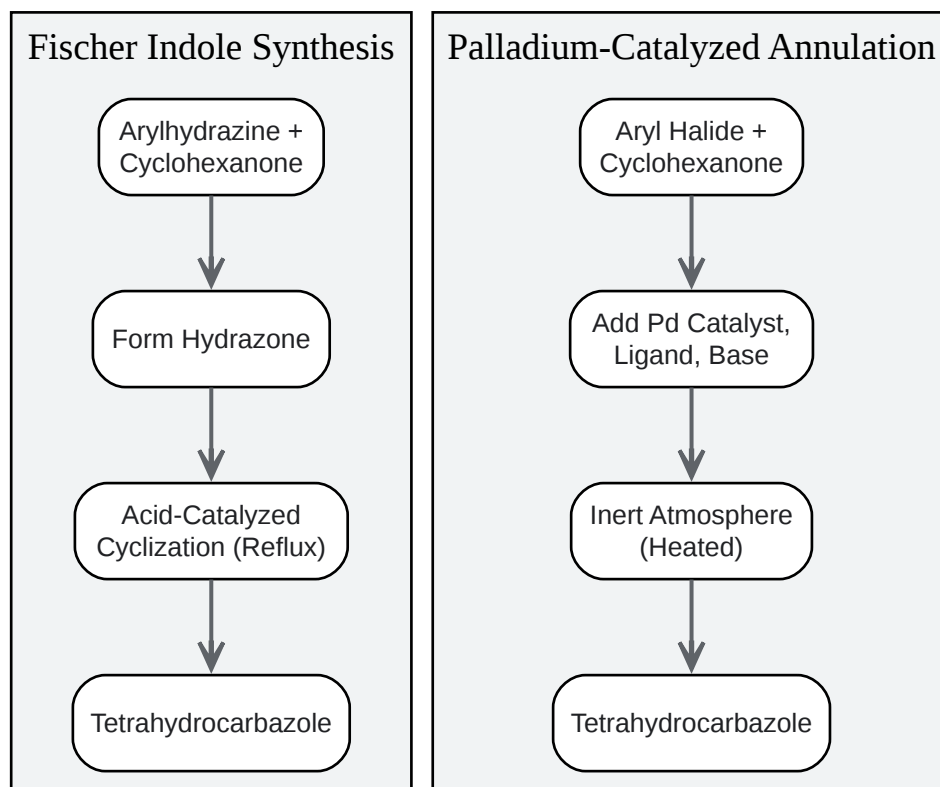 Fischer Indole Synthesis
Arylhydrazine +
Cyclohexanone
Form Hydrazone
Acid-Catalyzed
Cyclization (Reflux)
Tetrahydrocarbazole
Palladium-Catalyzed Annulation
Aryl Halide +
Cyclohexanone
Add Pd Catalyst,
Ligand, Base
Inert Atmosphere
(Heated)
Tetrahydrocarbazole